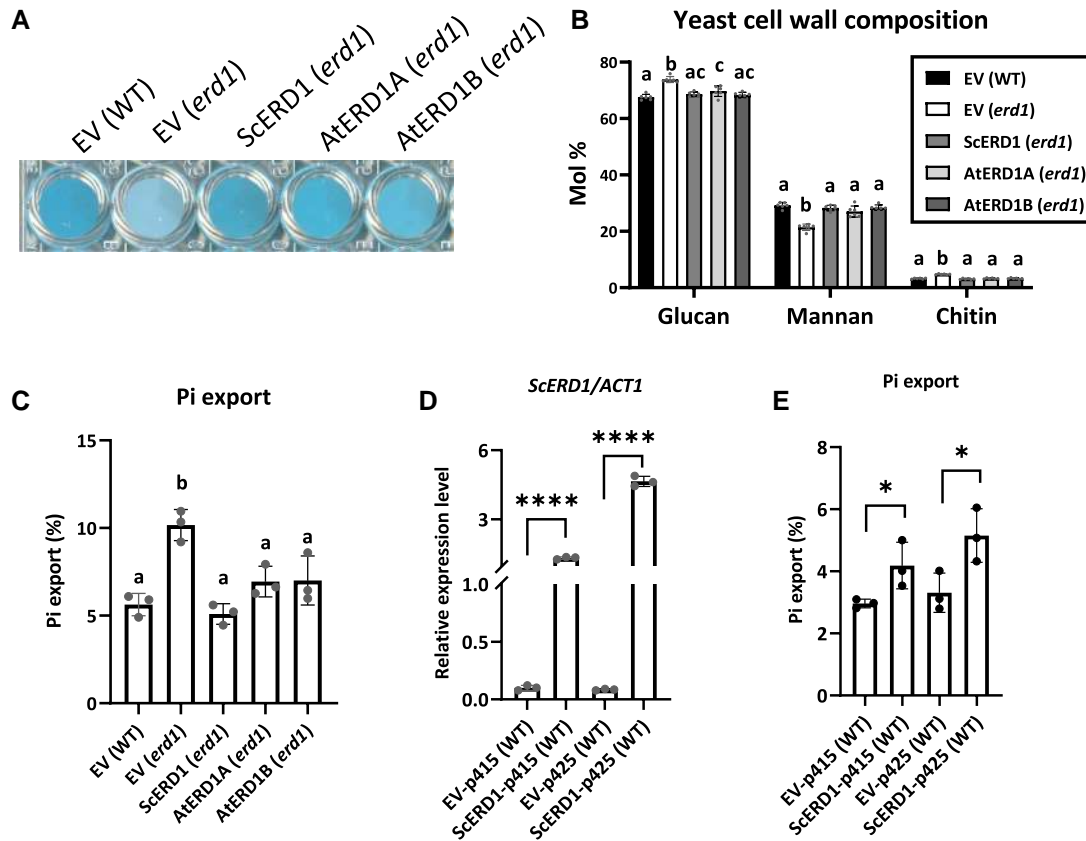 A
EV (WT)
EV (erd1)
ScERD1 (erd1)
AtERD1A (erd1)
AtERD1B (erd1)
B
Yeast cell wall composition
Mol %
80
60
40
20
0
a
b
ac
c
ac
a
b
a
a
a
a
b
a
a
a
Glucan
Mannan
Chitin
EV (WT)
EV (erd1)
ScERD1 (erd1)
AtERD1A (erd1)
AtERD1B (erd1)
C
Pi export
Pi export (%)
15
10
5
0
a
b
a
a
a
EV (WT)
EV (erd1)
ScERD1 (erd1)
AtERD1A (erd1)
AtERD1B (erd1)
D
ScERD1/ACT1
Relative expression level
6
3
1.0
0.5
0.0
****
****
EV-p415 (WT)
ScERD1-p415 (WT)
EV-p425 (WT)
ScERD1-p425 (WT)
E
Pi export
Pi export (%)
8
6
4
2
0
*
*
EV-p415 (WT)
ScERD1-p415 (WT)
EV-p425 (WT)
ScERD1-p425 (WT)